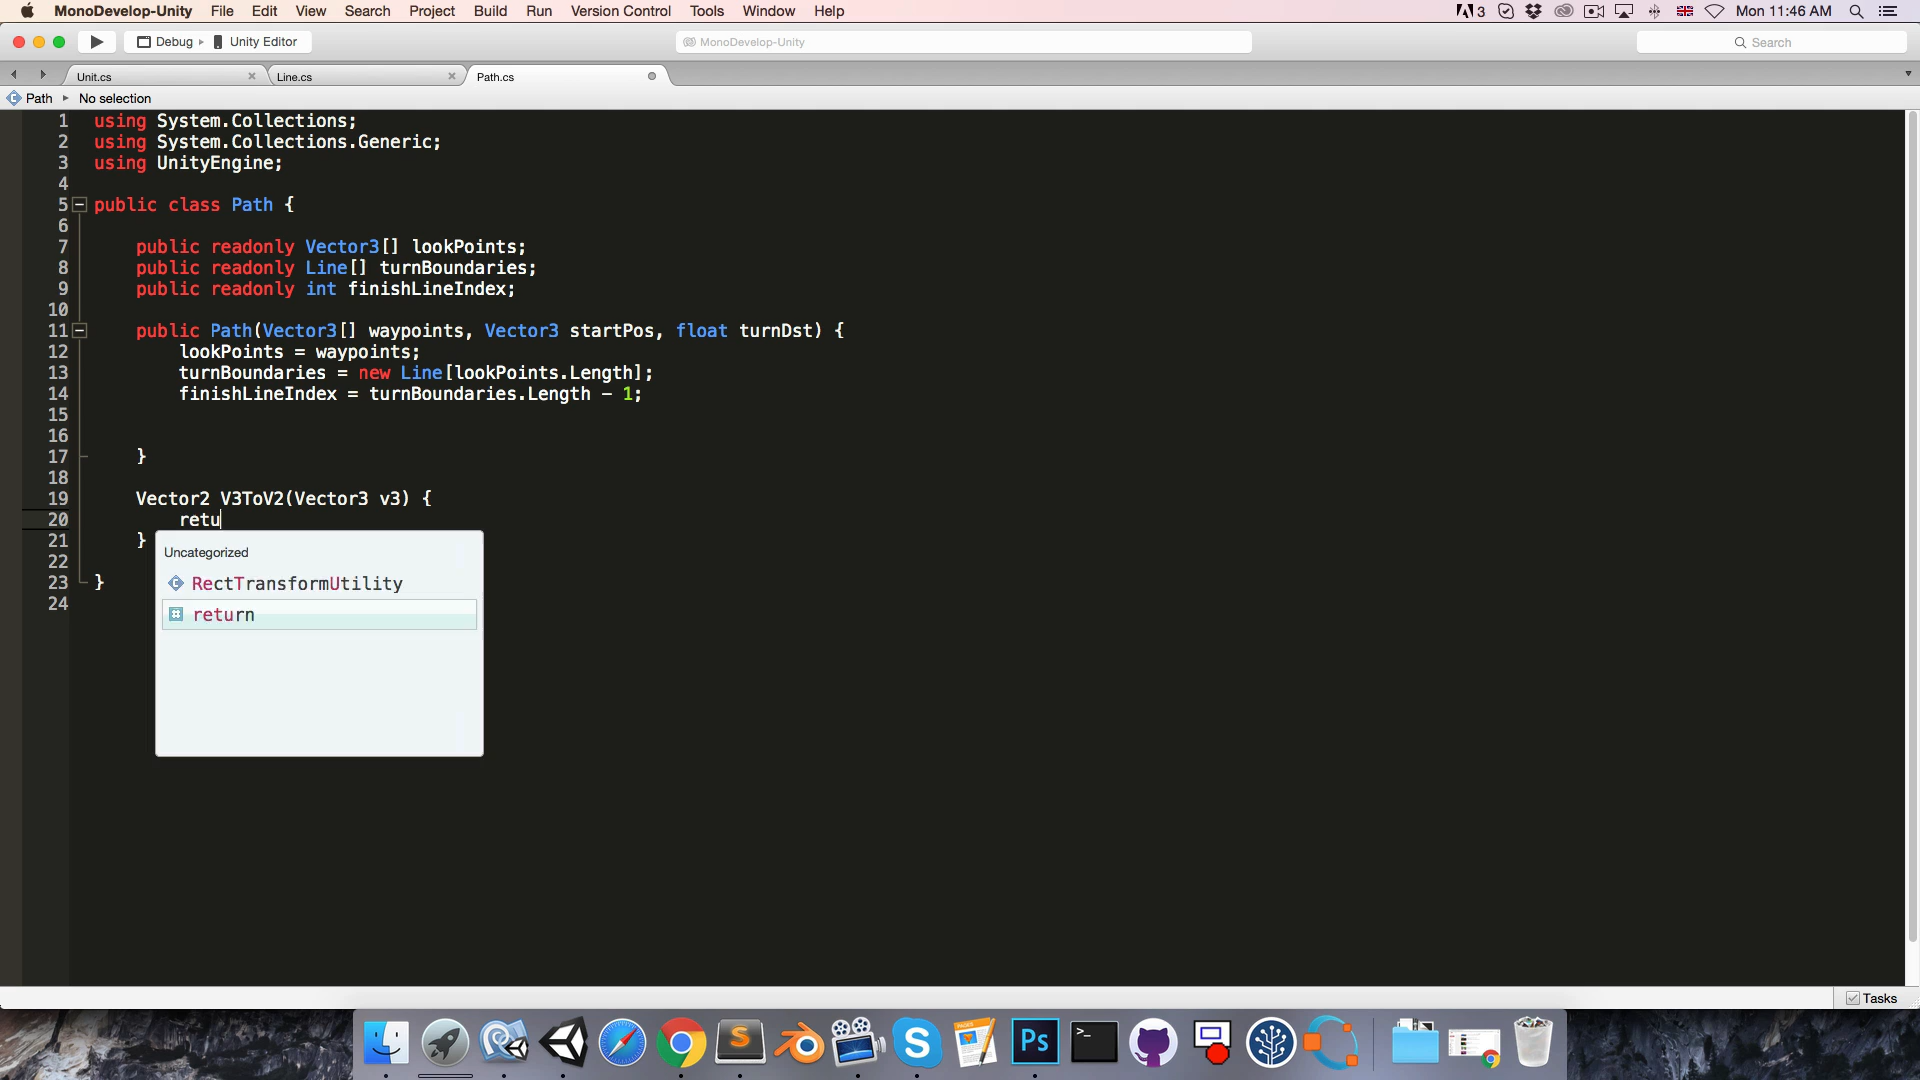 MonoDevelop-Unity File Edit View Search Project Build Run Version Control Tools Window Help 3 Mon 11:46 AM
Debug Unity Editor MonoDevelop-Unity Search
Unit.cs Line.cs Path.cs
Path No selection
1 using System.Collections;
2 using System.Collections.Generic;
3 using UnityEngine;
4
5 public class Path {
6
7 public readonly Vector3[] lookPoints;
8 public readonly Line[] turnBoundaries;
9 public readonly int finishLineIndex;
10
11 public Path(Vector3[] waypoints, Vector3 startPos, float turnDst) {
12 lookPoints = waypoints;
13 turnBoundaries = new Line[lookPoints.Length];
14 finishLineIndex = turnBoundaries.Length - 1;
15
16
17 }
18
19 Vector2 V3ToV2(Vector3 v3) {
20 retu
21 }
Uncategorized
22
RectTransformUtility
23 }
24
return
Tasks
S
S
PAGES
Ps
>_